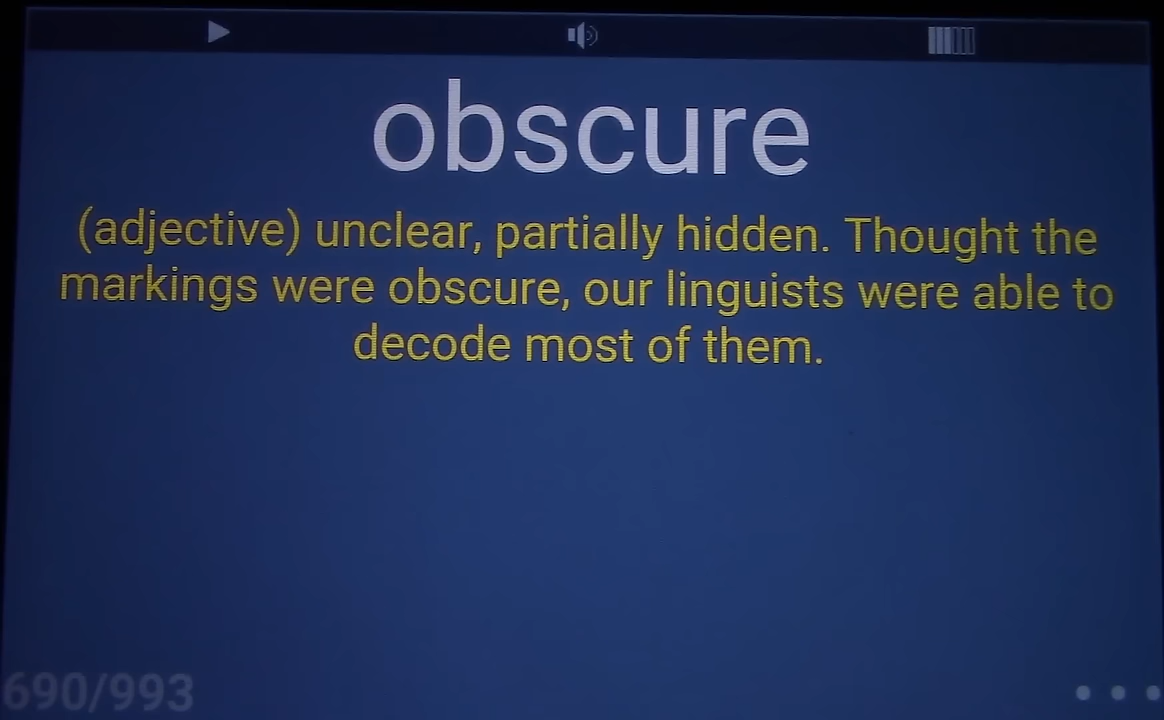 obscure
(adjective) unclear, partially hidden. Thought the
markings were obscure, our linguists were able to
decode most of them.
690/993